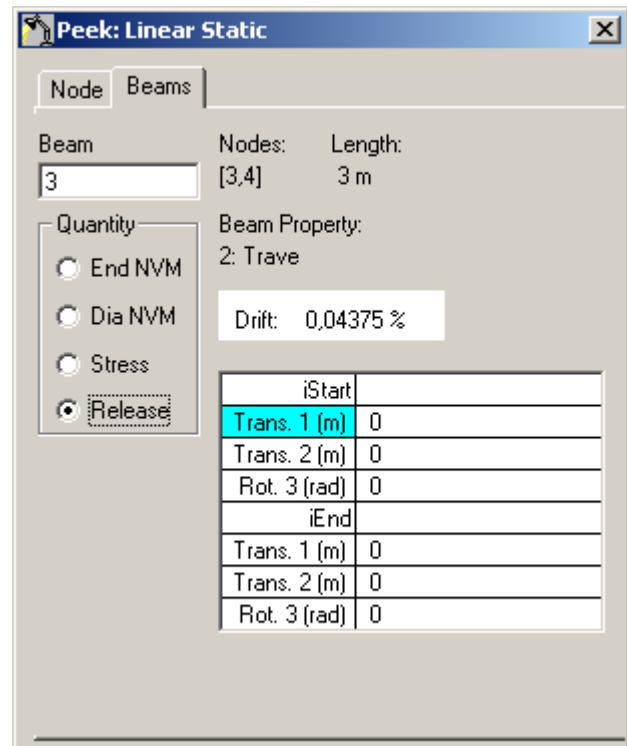 Peek: Linear Static
Node Beams
Beam Nodes: Length:
3 [3,4] 3 m
Quantity Beam Property:
End NVM 2: Trave
Dia NVM Drift: 0,04375 %
Stress
Release
iStart
Trans. 1 (m) 0
Trans. 2 (m) 0
Rot. 3 (rad) 0
iEnd
Trans. 1 (m) 0
Trans. 2 (m) 0
Rot. 3 (rad) 0